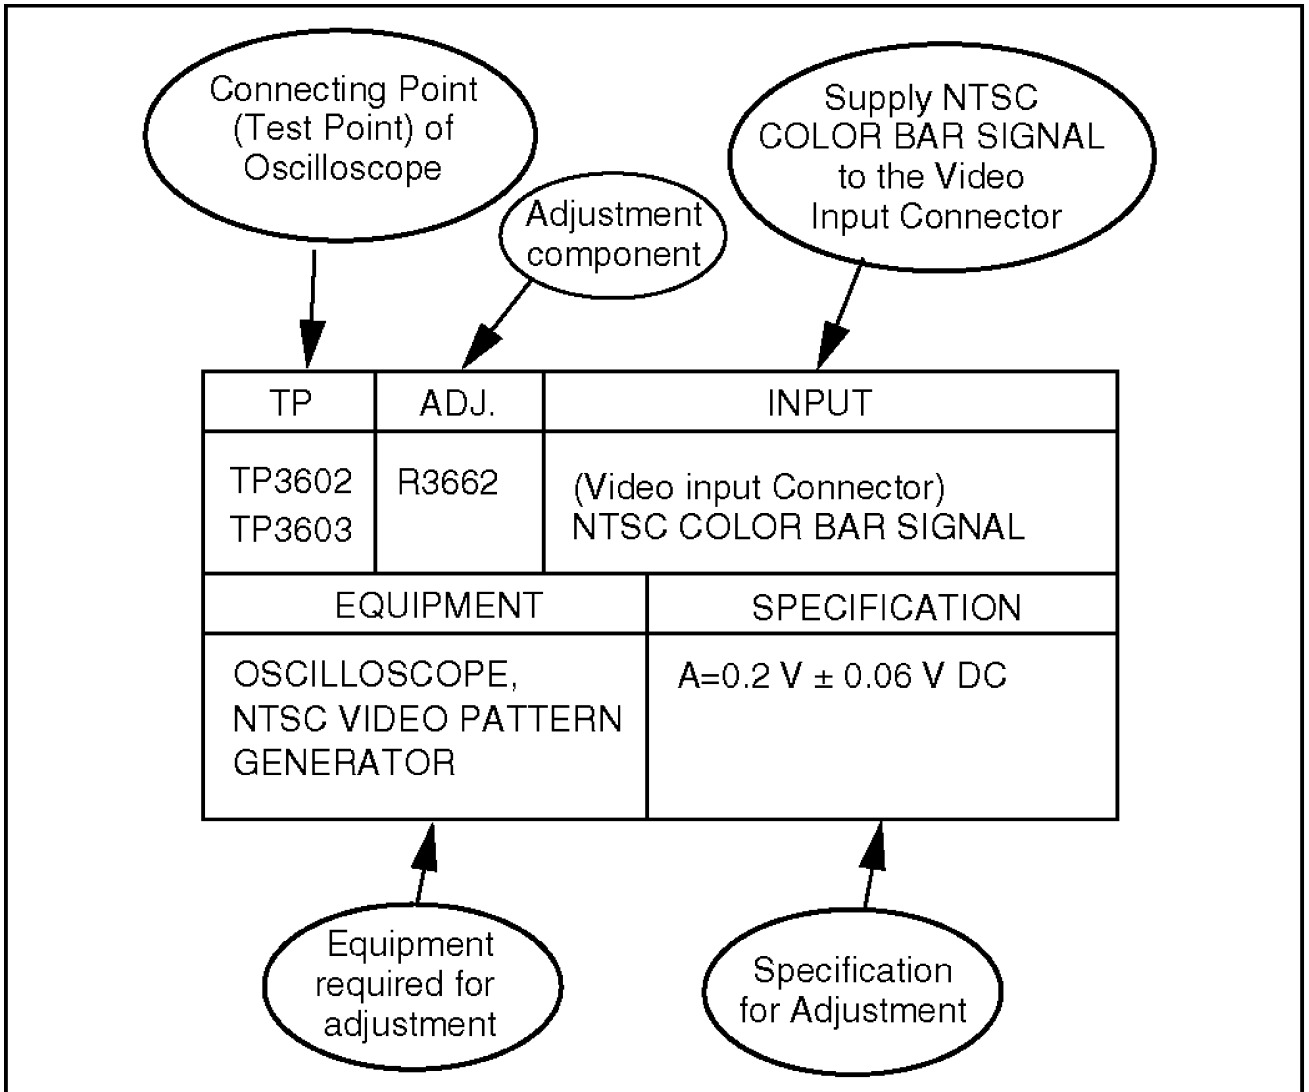 Connecting Point
(Test Point) of
Oscilloscope
Adjustment
component
Supply NTSC
COLOR BAR SIGNAL
to the Video
Input Connector
TP
ADJ.
INPUT
TP3602
TP3603
R3662
(Video input Connector)
NTSC COLOR BAR SIGNAL
EQUIPMENT
SPECIFICATION
OSCILLOSCOPE,
NTSC VIDEO PATTERN
GENERATOR
A=0.2 V ± 0.06 V DC
Equipment
required for
adjustment
Specification
for Adjustment